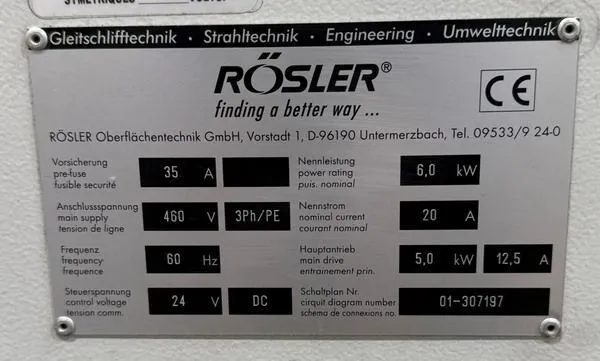 Gleitschlifftechnik • Strahltechnik • Engineering • Umwelttechnik
RÖSLER®
finding a better way ...
CE
RÖSLER Oberflächentechnik GmbH, Vorstadt 1, D-96190 Untermerzbach, Tel. 09533/9 24-0
Vorsicherung
pre-fuse
fusible securité
35 A
Nennleistung
power rating
puis. nominal
6,0 kW
Anschlussspannung
main supply
tension de ligne
460 V
3Ph/PE
Nennstrom
nominal current
courant nominal
20 A
Frequenz
frequency
frequence
60 Hz
Hauptantrieb
main drive
entrainement prin.
5,0 kW
12,5 A
Steuerspannung
control voltage
tension comm.
24 V
DC
Schaltplan Nr.
cirquit diagram number
schema de connexions no.
01-307197